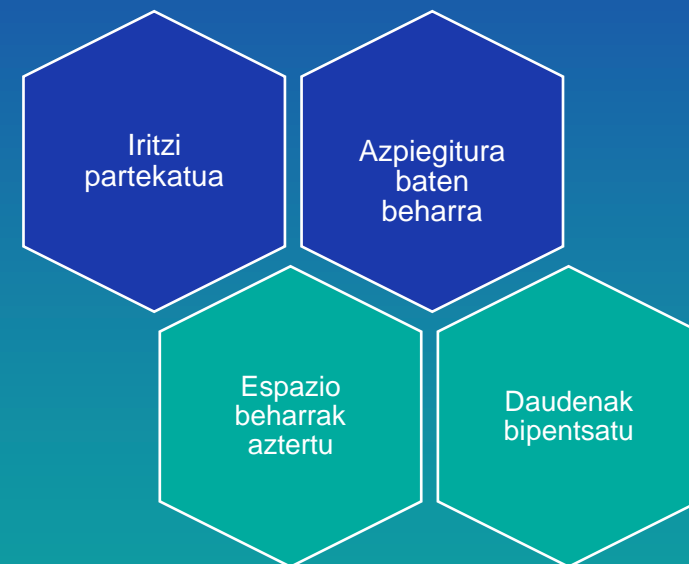 Iritzi
partekatua
Azpiegitura
baten
beharra
Espazio
beharrak
aztertu
Daudenak
bipentsatu